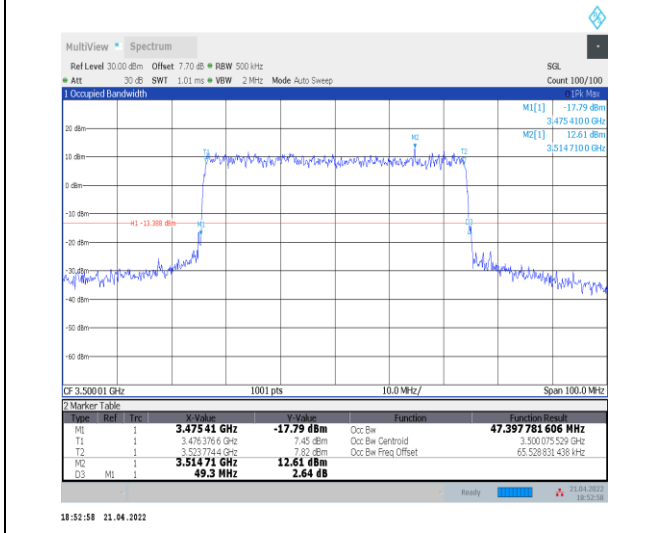 MultiView Spectrum
Ref Level 30.00 dBm Offset 7.70 dB RBW 500 kHz SGL
Att 30 dB SWT 1.01 ms VBW 2 MHz Mode Auto Sweep Count 100/100
1 Occupied Bandwidth 1Pk Max
M1[1] -17.79 dBm
3.475 4100 GHz
M2[1] 12.61 dBm
3.514 710 0 GHz
20 dBm
M2
T1 T2
10 dBm
0 dBm
-10 dBm
H1 -13.388 dBm M1 D3
-20 dBm
-30 dBm
-40 dBm
-50 dBm
-60 dBm
CF 3.500 01 GHz 1001 pts 10.0 MHz/ Span 100.0 MHz
2 Marker Table
Type Ref Trc X-Value Y-Value Function Function Result
M1 1 3.475 41 GHz -17.79 dBm Occ Bw 47.397 781 606 MHz
T1 1 3.476 376 6 GHz 7.45 dBm Occ Bw Centroid 3.500 075 529 GHz
T2 1 3.523 774 4 GHz 7.82 dBm Occ Bw Freq Offset 65.528 831 438 kHz
M2 1 3.514 71 GHz 12.61 dBm
D3 M1 1 49.3 MHz 2.64 dB
Ready 21.04.2022
18:52:58
18:52:58 21.04.2022